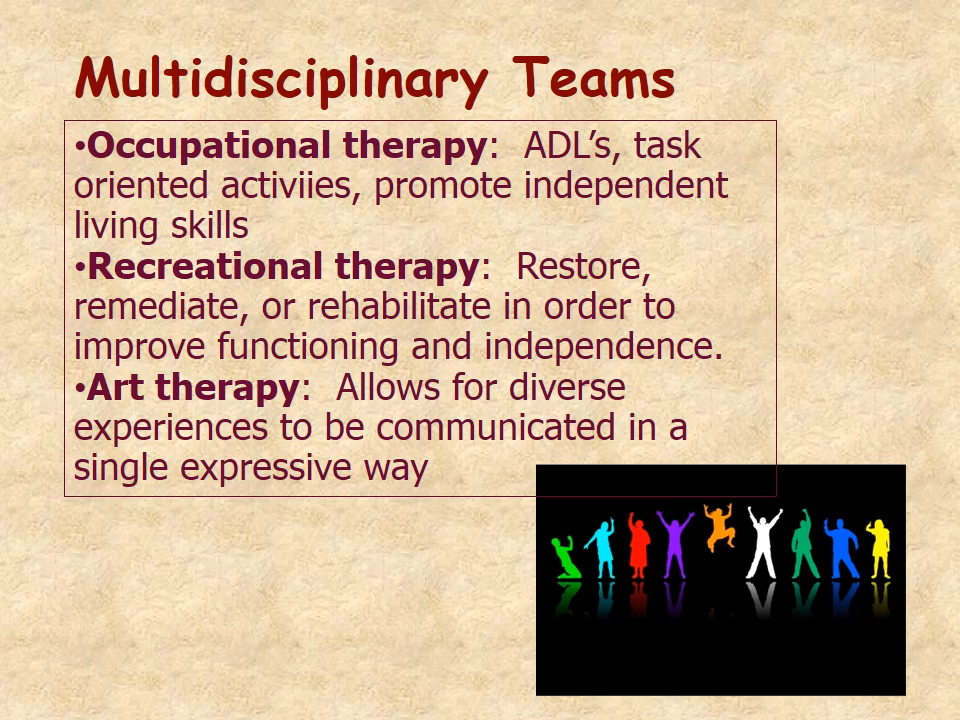 Multidisciplinary Teams
•Occupational therapy:  ADL’s, task
oriented activiies, promote independent
living skills
•Recreational therapy:  Restore,
remediate, or rehabilitate in order to
improve functioning and independence.
•Art therapy:  Allows for diverse
experiences to be communicated in a
single expressive way